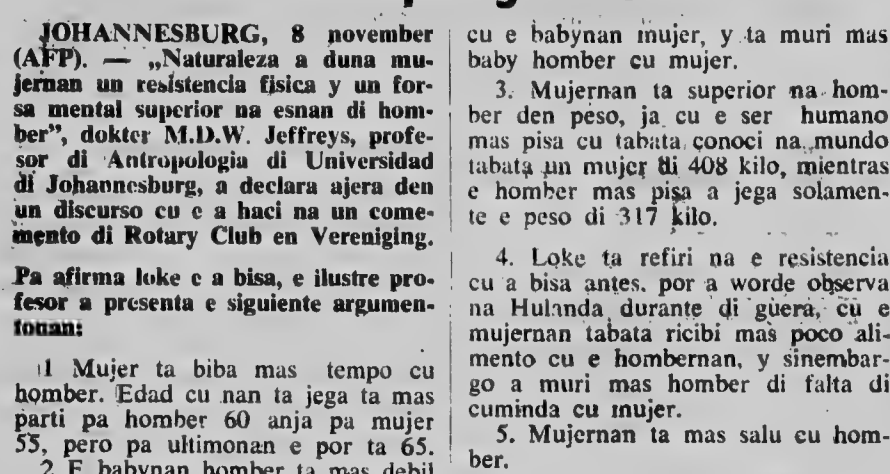 JOHANNESBURG, 8 november
(AFP). — „Naturaleza a duna mu-
jernan un resistencia fisica y un for-
sa mental superior na esnan di hom-
ber”, dokter M.D.W. Jeffreys, profe-
sor di Antropologia di Universidad
di Johannesburg, a declara ajera den
un discurso cu e a haci na un come-
mento di Rotary Club en Vereniging.
Pa afirma loke e a bisa, e ilustre pro-
fesor a presenta e siguiente argumen-
tonan:
1 Mujer ta biba mas tempo cu
homber. Edad cu nan ta jega ta mas
parti pa homber 60 anja pa mujer
55, pero pa ultimonan e por ta 65.
2 E babynan homber ta mas debil
cu e babynan mujer, y ta muri mas
baby homber cu mujer.
3. Mujernan ta superior na hom-
ber den peso, ja cu e ser humano
mas pisa cu tabata conoci na mundo
tabata un mujer di 408 kilo, mientras
e homber mas pisa a jega solamen-
te e peso di 317 kilo.
4. Loke ta refiri na e resistencia
cu a bisa antes. por a worde observa
na Hulanda durante di guera, cu e
mujernan tabata ricibi mas poco ali-
mento cu e hombernan, y sinembar-
go a muri mas homber di falta di
cuminda cu mujer.
5. Mujernan ta mas salu cu hom-
ber.